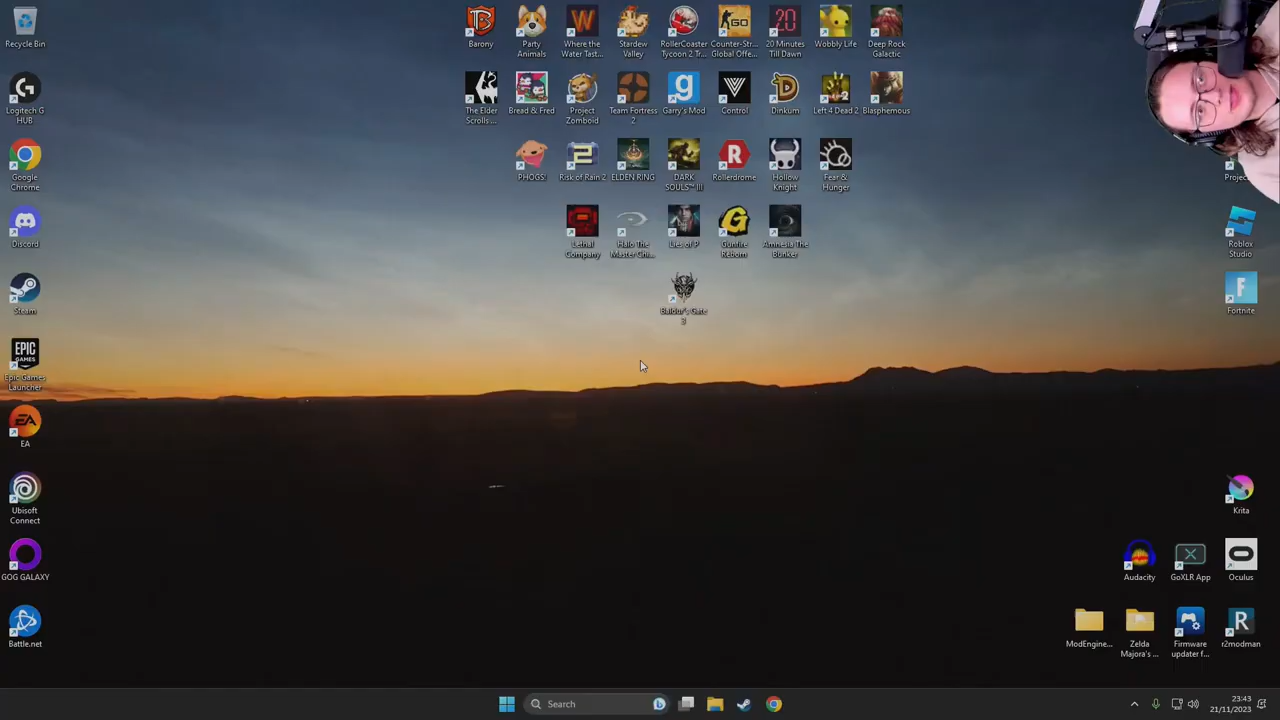 Recycle Bin
Logitech G
HUB
Google
Chrome
Discord
Steam
Epic Games
Launcher
EA
Ubisoft
Connect
GOG GALAXY
Battle.net
Barony
Party
Animals
Where the
Water Tast...
Stardew
Valley
RollerCoaster
Tycoon 2 Tr...
Counter-Str...
Global Offe...
20 Minutes
Till Dawn
Wobbly Life
Deep Rock
Galactic
The Elder
Scrolls ...
Bread & Fred
Project
Zomboid
Team Fortress
2
Garry's Mod
Control
Dinkum
Left 4 Dead 2
Blasphemous
PHOGS!
Risk of Rain 2
ELDEN RING
DARK
SOULS™ III
Rollerdrome
Hollow
Knight
Fear &
Hunger
Lethal
Company
Halo The
Master Chi...
Lies of P
Gunfire
Reborn
Amnesia The
Bunker
Baldur's Gate
3
Projec
Roblox
Studio
Fortnite
Krita
Audacity
GoXLR App
Oculus
ModEngine...
Zelda
Majora's ...
Firmware
updater f...
r2modman
Search
23:43
21/11/2023